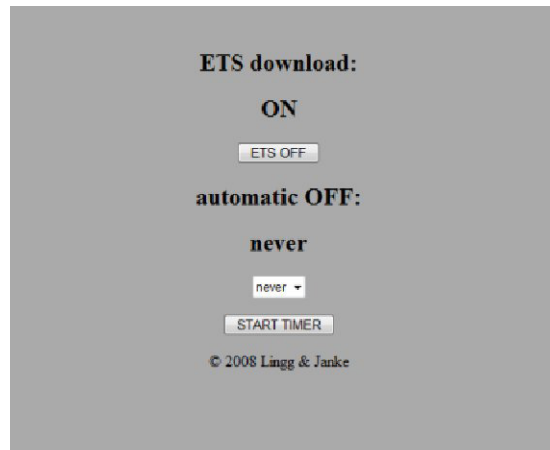 ETS download:
ON
ETS OFF
automatic OFF:
never
never
START TIMER
© 2008 Lingg & Janke